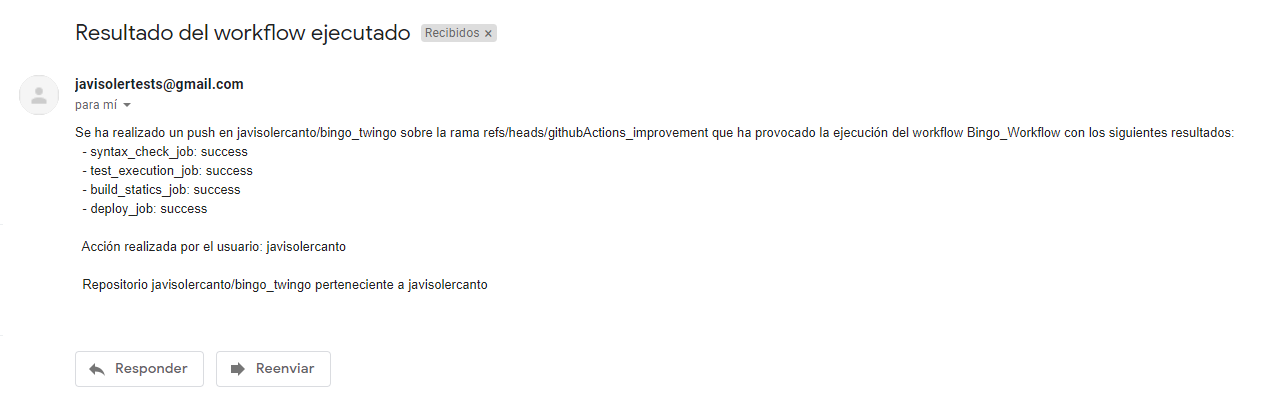 Resultado del workflow ejecutado Recibidos ×
javisolertests@gmail.com
para mí
Se ha realizado un push en javisolercanto/bingo_twingo sobre la rama refs/heads/githubActions_improvement que ha provocado la ejecución del workflow Bingo_Workflow con los siguientes resultados:
- syntax_check_job: success
- test_execution_job: success
- build_statics_job: success
- deploy_job: success
Acción realizada por el usuario: javisolercanto
Repositorio javisolercanto/bingo_twingo perteneciente a javisolercanto
Responder Reenviar